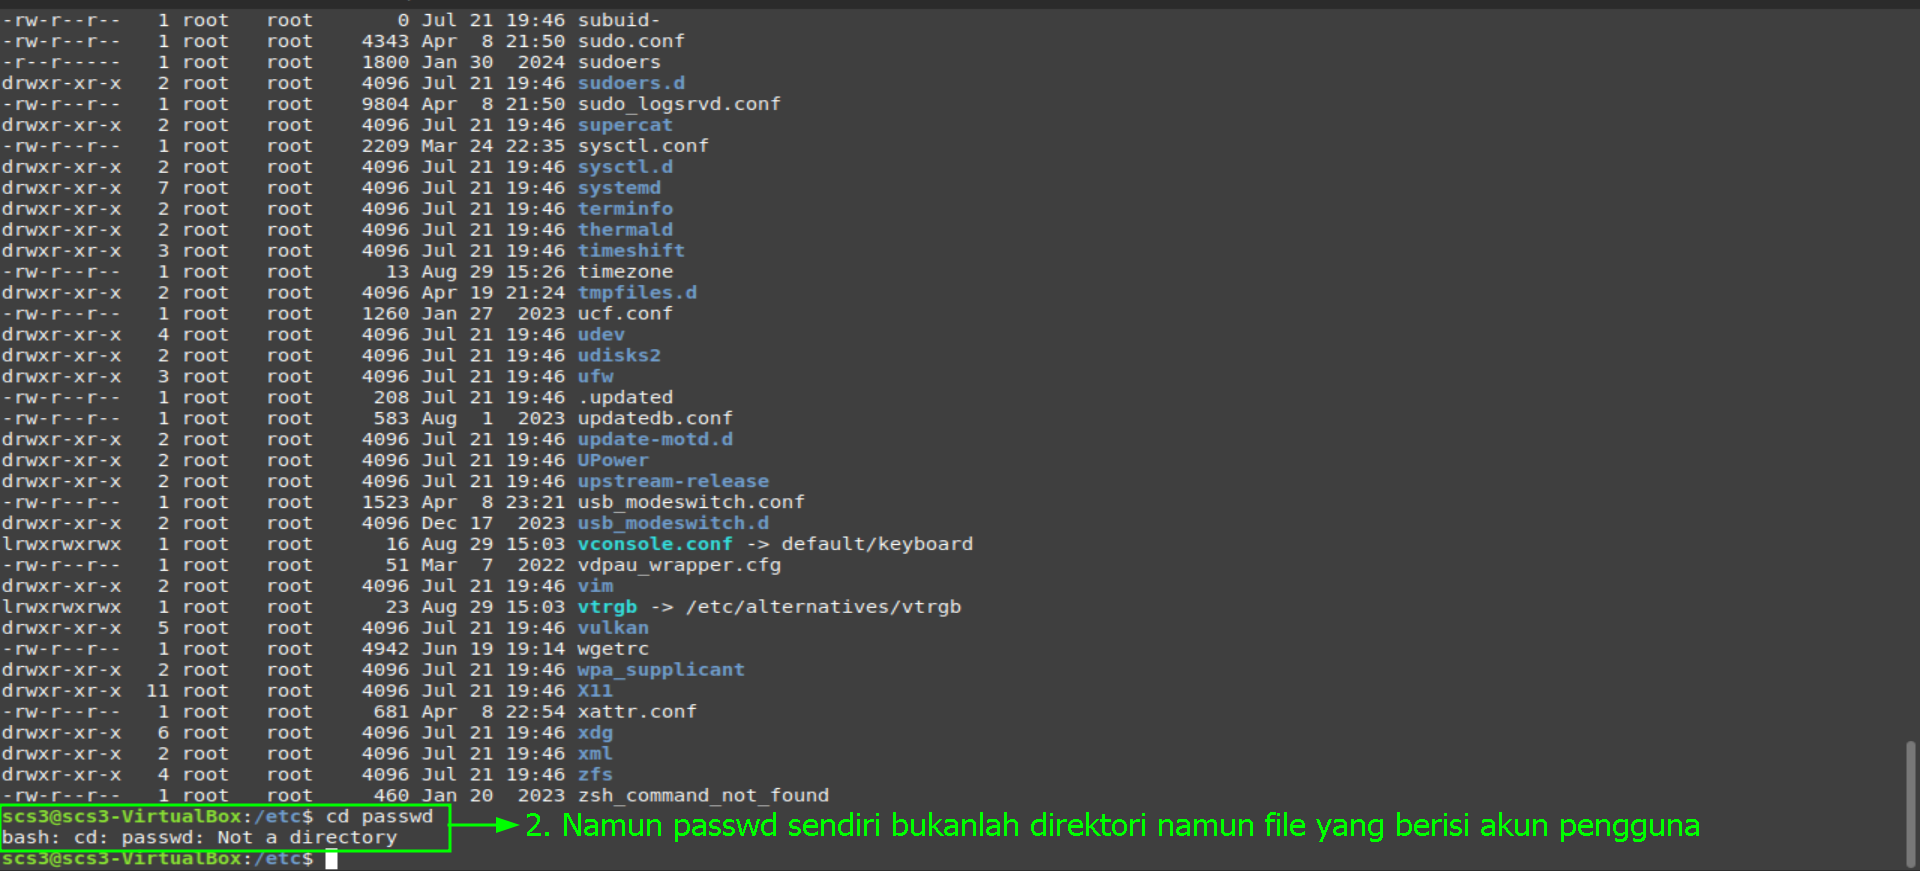 -rw-r--r--   1 root   root       0 Jul 21 19:46 subuid-
-rw-r--r--   1 root   root    4343 Apr  8 21:50 sudo.conf
-r--r-----   1 root   root    1800 Jan 30  2024 sudoers
drwxr-xr-x   2 root   root    4096 Jul 21 19:46 sudoers.d
-rw-r--r--   1 root   root    9804 Apr  8 21:50 sudo_logsrvd.conf
drwxr-xr-x   2 root   root    4096 Jul 21 19:46 supercat
-rw-r--r--   1 root   root    2209 Mar 24 22:35 sysctl.conf
drwxr-xr-x   2 root   root    4096 Jul 21 19:46 sysctl.d
drwxr-xr-x   7 root   root    4096 Jul 21 19:46 systemd
drwxr-xr-x   2 root   root    4096 Jul 21 19:46 terminfo
drwxr-xr-x   2 root   root    4096 Jul 21 19:46 thermald
drwxr-xr-x   3 root   root    4096 Jul 21 19:46 timeshift
-rw-r--r--   1 root   root      13 Aug 29 15:26 timezone
drwxr-xr-x   2 root   root    4096 Apr 19 21:24 tmpfiles.d
-rw-r--r--   1 root   root    1260 Jan 27  2023 ucf.conf
drwxr-xr-x   4 root   root    4096 Jul 21 19:46 udev
drwxr-xr-x   2 root   root    4096 Jul 21 19:46 udisks2
drwxr-xr-x   3 root   root    4096 Jul 21 19:46 ufw
-rw-r--r--   1 root   root     208 Jul 21 19:46 .updated
-rw-r--r--   1 root   root     583 Aug  1  2023 updatedb.conf
drwxr-xr-x   2 root   root    4096 Jul 21 19:46 update-motd.d
drwxr-xr-x   2 root   root    4096 Jul 21 19:46 UPower
drwxr-xr-x   2 root   root    4096 Jul 21 19:46 upstream-release
-rw-r--r--   1 root   root    1523 Apr  8 23:21 usb_modeswitch.conf
drwxr-xr-x   2 root   root    4096 Dec 17  2023 usb_modeswitch.d
lrwxrwxrwx   1 root   root      16 Aug 29 15:03 vconsole.conf -> default/keyboard
-rw-r--r--   1 root   root      51 Mar  7  2022 vdpau_wrapper.cfg
drwxr-xr-x   2 root   root    4096 Jul 21 19:46 vim
lrwxrwxrwx   1 root   root      23 Aug 29 15:03 vtrgb -> /etc/alternatives/vtrgb
drwxr-xr-x   5 root   root    4096 Jul 21 19:46 vulkan
-rw-r--r--   1 root   root    4942 Jun 19 19:14 wgetrc
drwxr-xr-x   2 root   root    4096 Jul 21 19:46 wpa_supplicant
drwxr-xr-x  11 root   root    4096 Jul 21 19:46 X11
-rw-r--r--   1 root   root     681 Apr  8 22:54 xattr.conf
drwxr-xr-x   6 root   root    4096 Jul 21 19:46 xdg
drwxr-xr-x   2 root   root    4096 Jul 21 19:46 xml
drwxr-xr-x   4 root   root    4096 Jul 21 19:46 zfs
-rw-r--r--   1 root   root     460 Jan 20  2023 zsh_command_not_found
scs3@scs3-VirtualBox:/etc$ cd passwd
bash: cd: passwd: Not a directory
2. Namun passwd sendiri bukanlah direktori namun file yang berisi akun pengguna
scs3@scs3-VirtualBox:/etc$